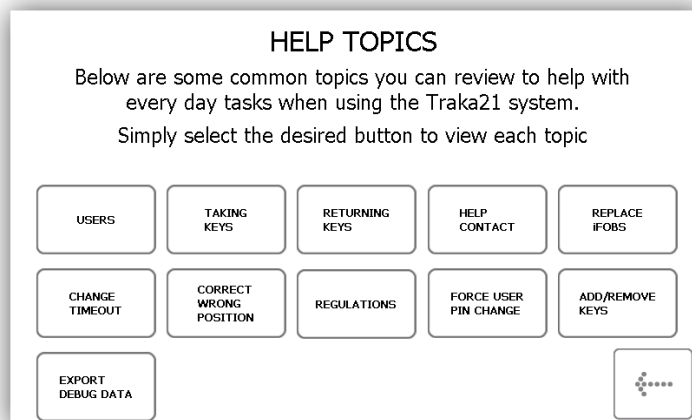 HELP TOPICS
Below are some common topics you can review to help with
every day tasks when using the Traka21 system.
Simply select the desired button to view each topic
USERS
TAKING
KEYS
RETURNING
KEYS
HELP
CONTACT
REPLACE
iFOBS
CHANGE
TIMEOUT
CORRECT
WRONG
POSITION
REGULATIONS
FORCE USER
PIN CHANGE
ADD/REMOVE
KEYS
EXPORT
DEBUG DATA